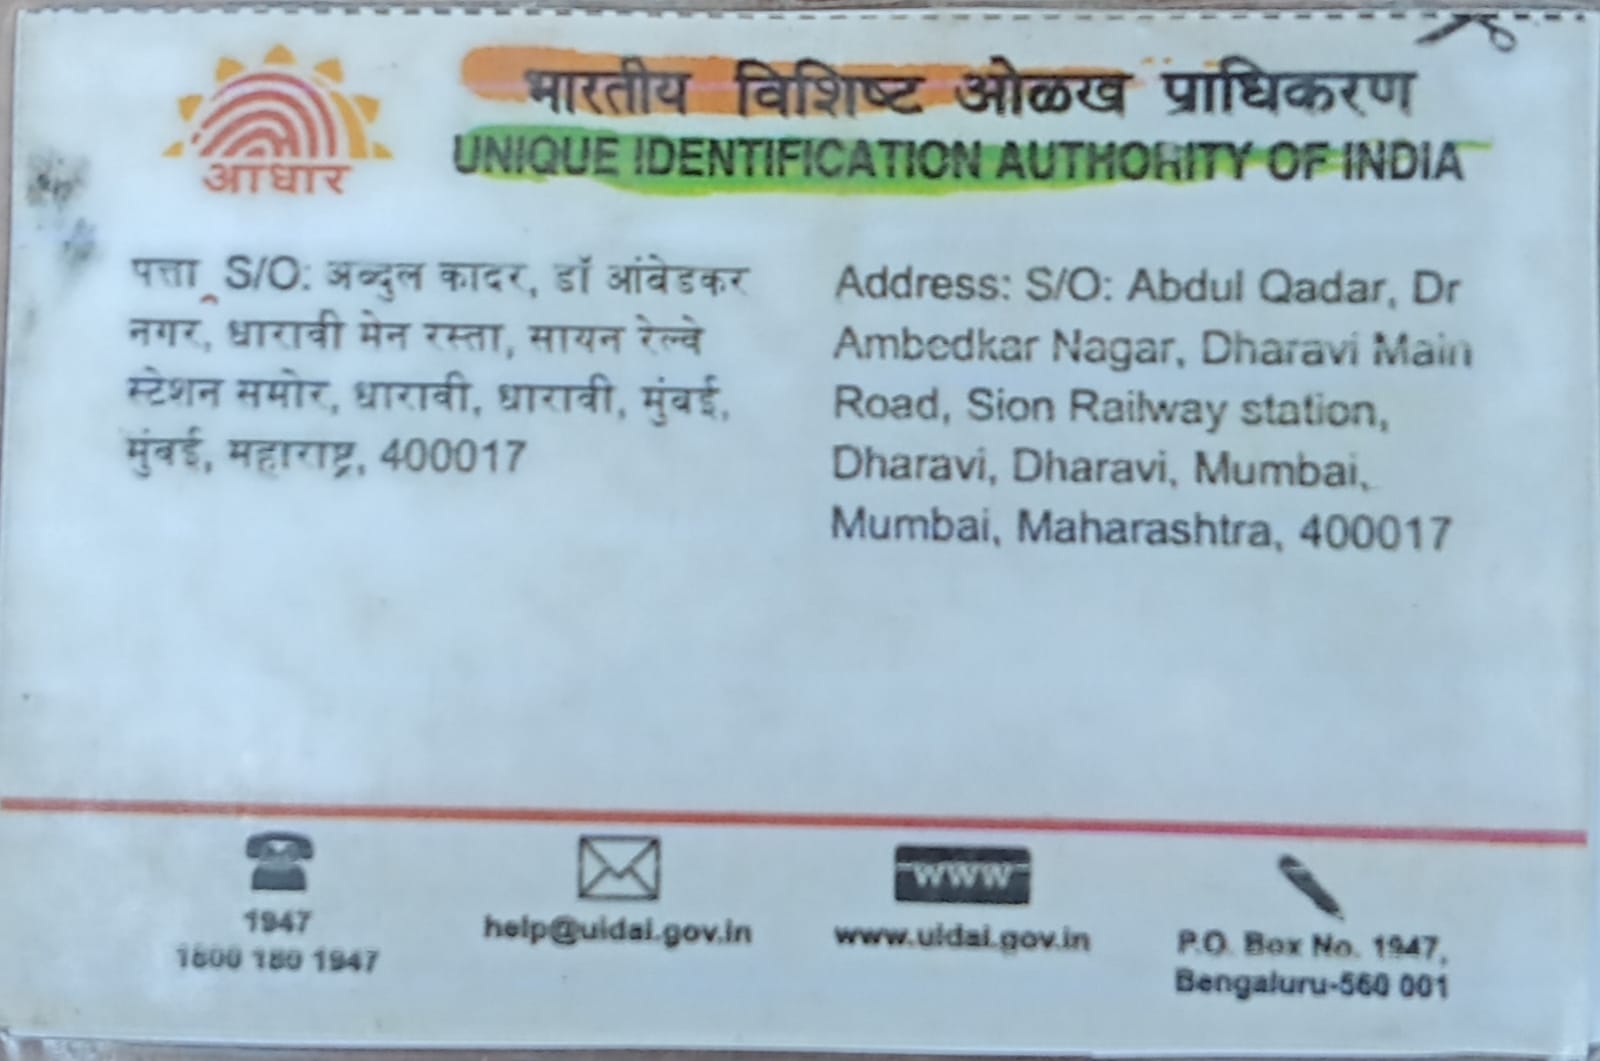 आधार
भारतीय विशिष्ट ओळख प्राधिकरण
UNIQUE IDENTIFICATION AUTHORITY OF INDIA
पत्ता S/O: अब्दुल कादर, डॉ आंबेडकर
नगर, धारावी मेन रस्ता, सायन रेल्वे
स्टेशन समोर, धारावी, धारावी, मुंबई,
मुंबई, महाराष्ट्र, 400017
Address: S/O: Abdul Qadar, Dr
Ambedkar Nagar, Dharavi Main
Road, Sion Railway station,
Dharavi, Dharavi, Mumbai,
Mumbai, Maharashtra, 400017
1947
1800 180 1947
help@uidai.gov.in
WWW
www.uidai.gov.in
P.O. Box No. 1947,
Bengaluru-560 001